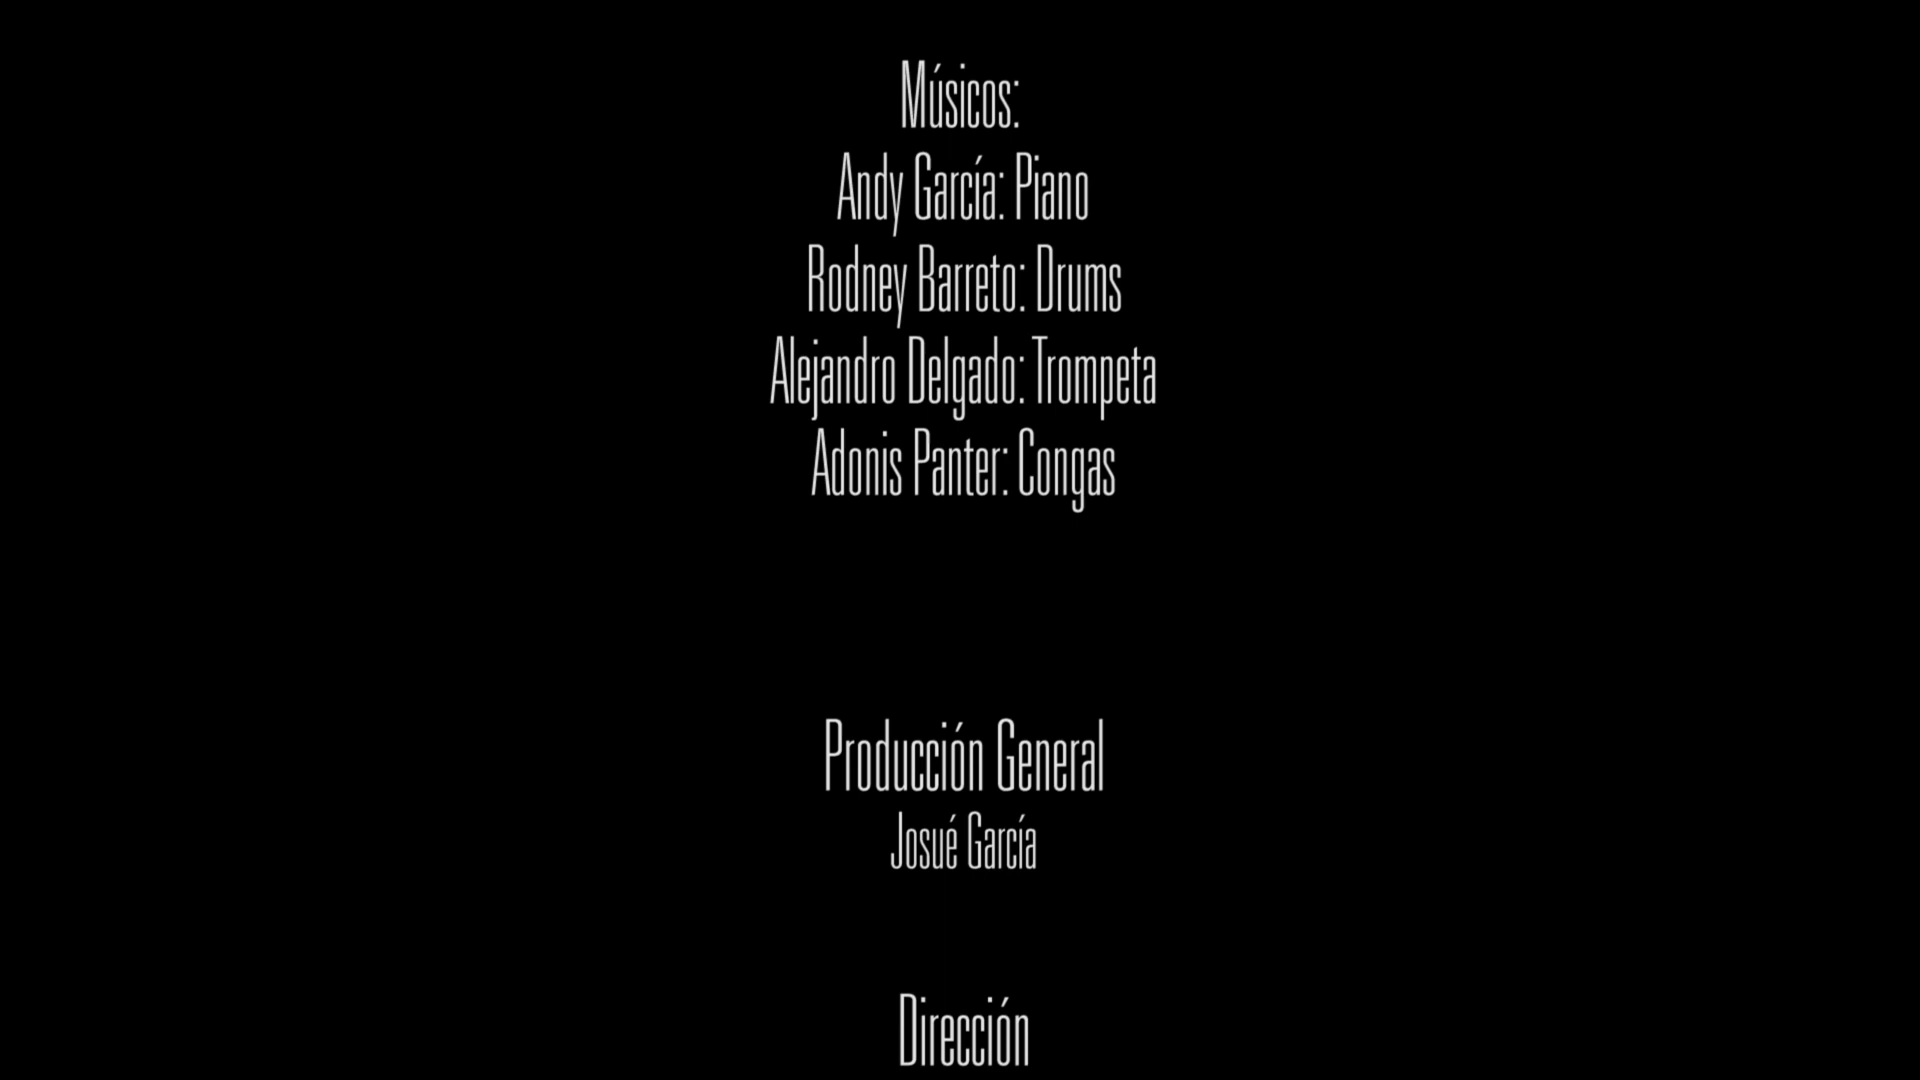 Músicos:
Andy García: Piano
Rodney Barreto: Drums
Alejandro Delgado: Trompeta
Adonis Panter: Congas
Producción General
Josué García
Dirección